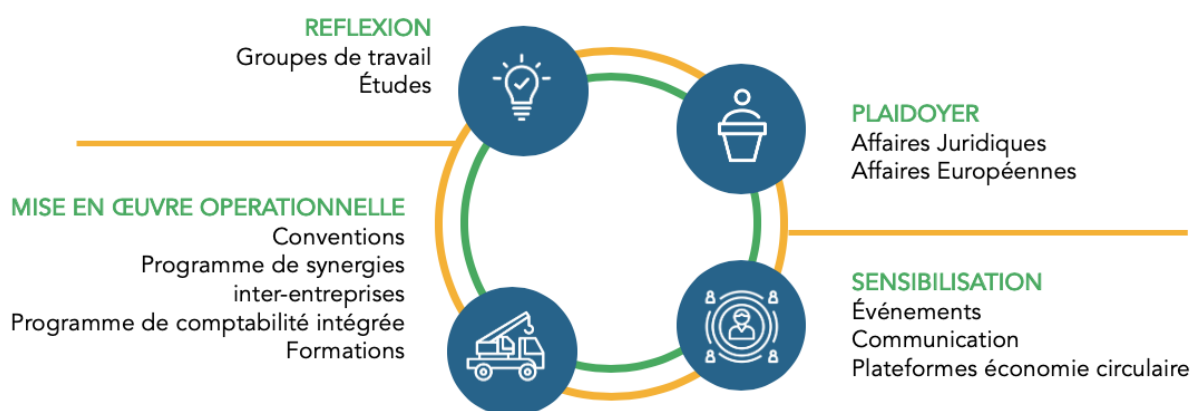 REFLEXION
Groupes de travail
Études
PLAIDOYER
Affaires Juridiques
Affaires Européennes
MISE EN ŒUVRE OPERATIONNELLE
Conventions
Programme de synergies
inter-entreprises
Programme de comptabilité intégrée
Formations
SENSIBILISATION
Événements
Communication
Plateformes économie circulaire